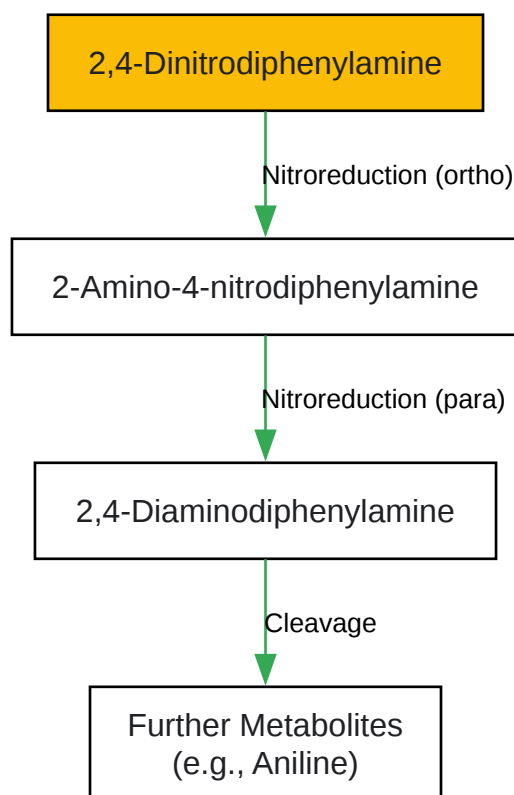 2,4-Dinitrodiphenylamine
Nitroreduction (ortho)
2-Amino-4-nitrodiphenylamine
Nitroreduction (para)
2,4-Diaminodiphenylamine
Cleavage
Further Metabolites
(e.g., Aniline)